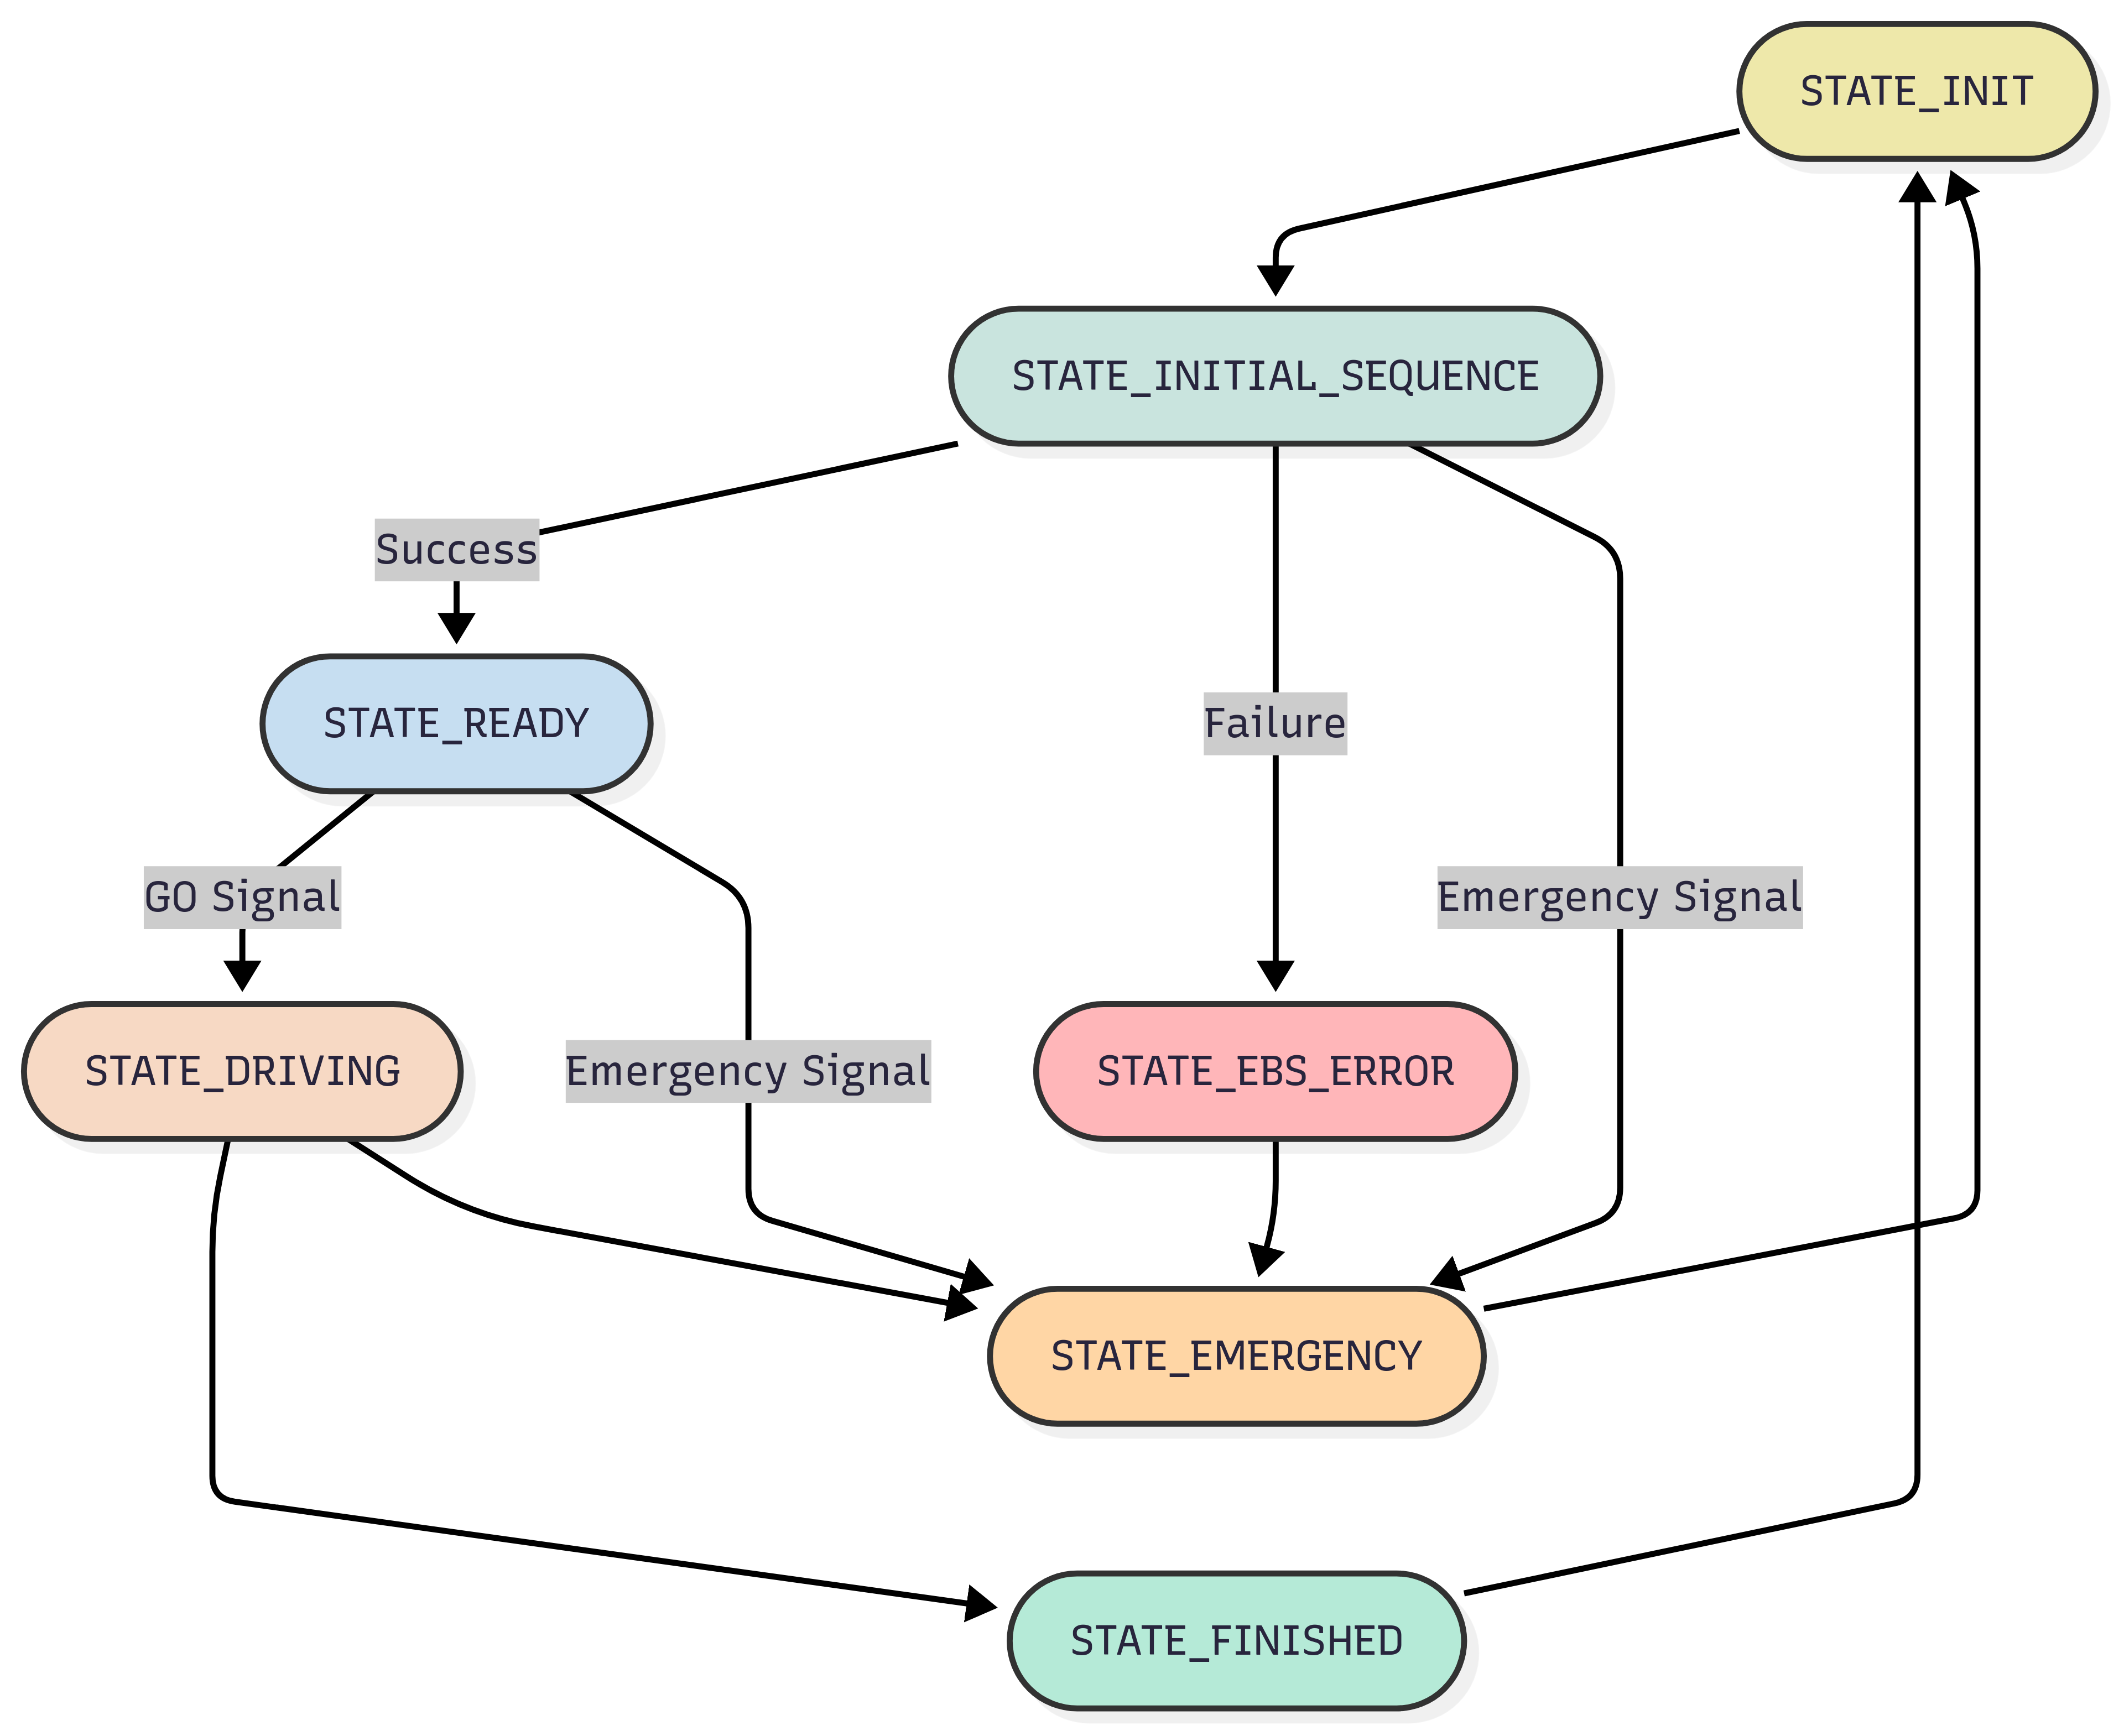 STATE_INIT
STATE_INITIAL_SEQUENCE
Success
STATE_READY
Failure
GO Signal
Emergency Signal
STATE_DRIVING
Emergency Signal
STATE_EBS_ERROR
STATE_EMERGENCY
STATE_FINISHED